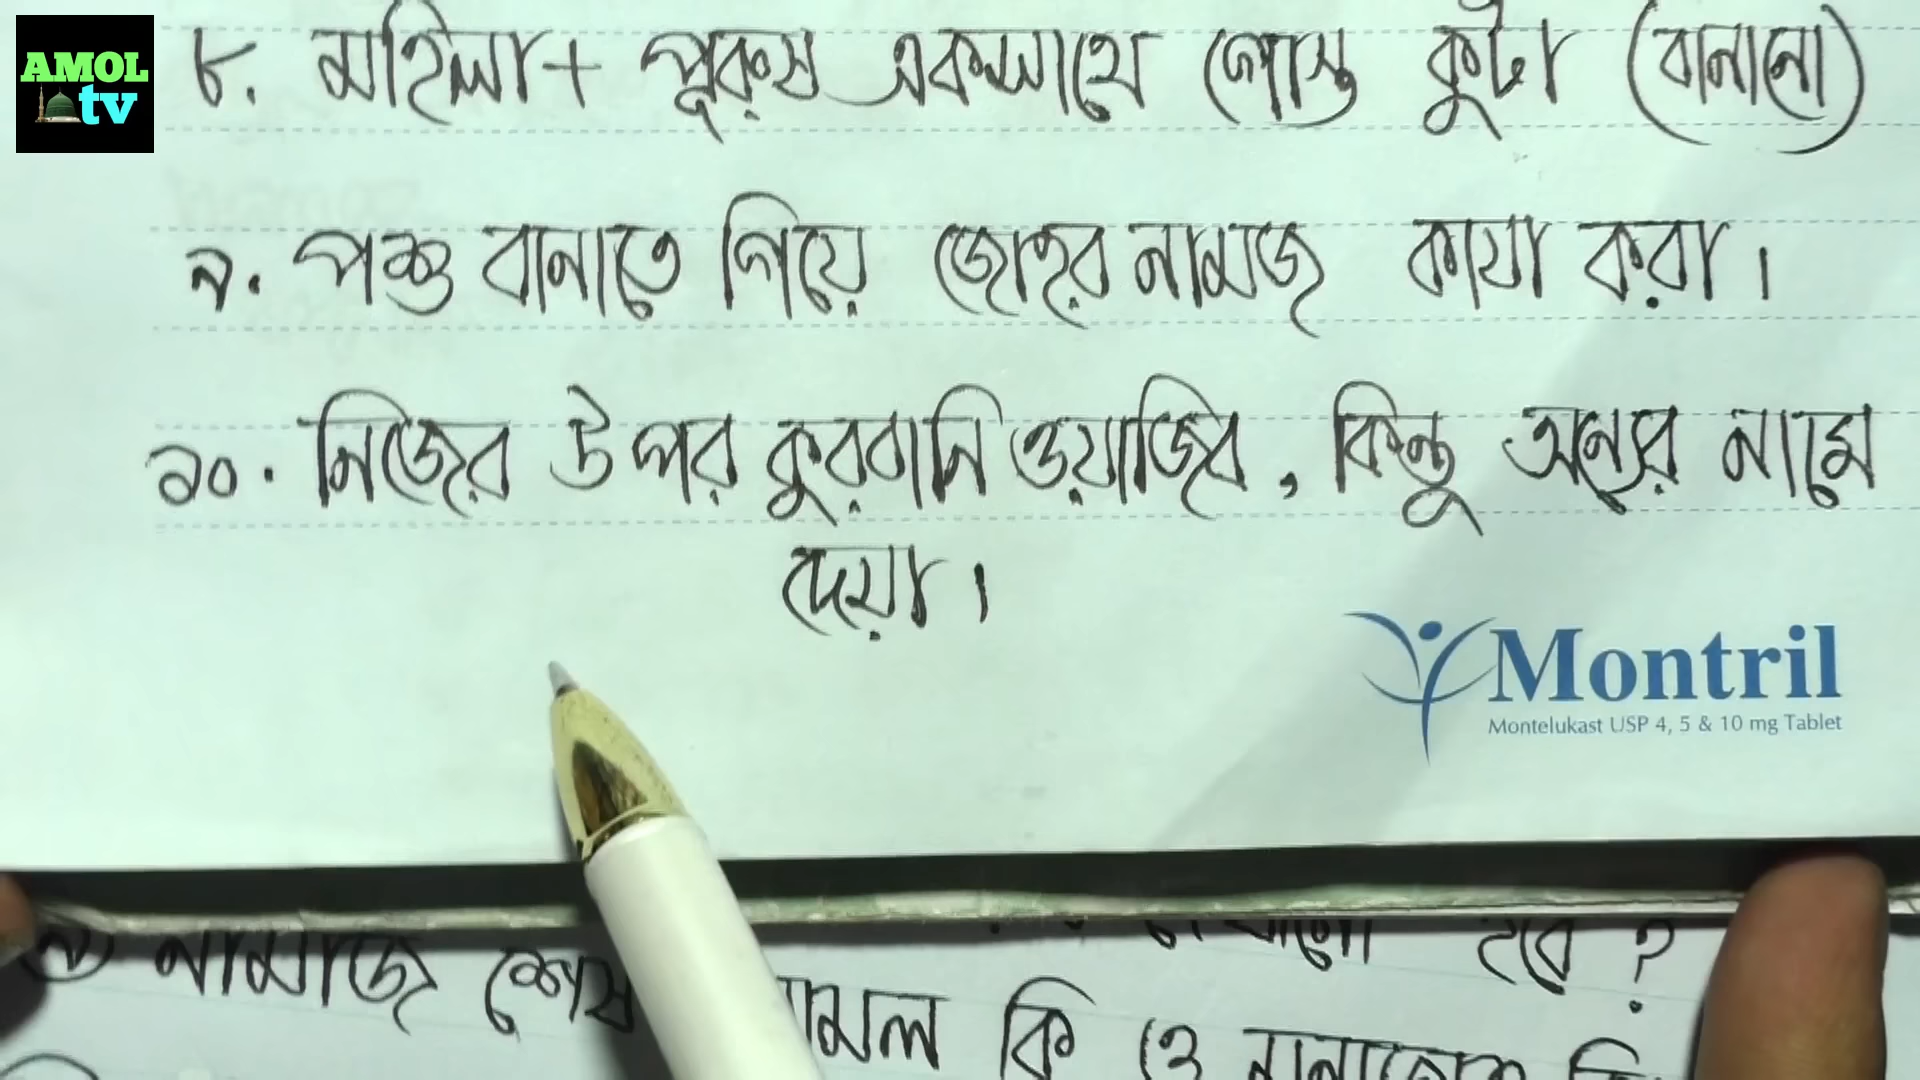 AMOL
tv
৮. মহিলা + পুরুষ একসাথে গোস্ত কুটা (বানানো)
৯. পশু বানাতে গিয়ে জোহর নামজ কাযা করা।
১০. নিজের উপর কুরবানি ওয়াজিব, কিন্তু অন্যের নামে
দেয়া।
Montril
Montelukast USP 4, 5 & 10 mg Tablet
হবে ?
নামাজ শেষ
কি ও